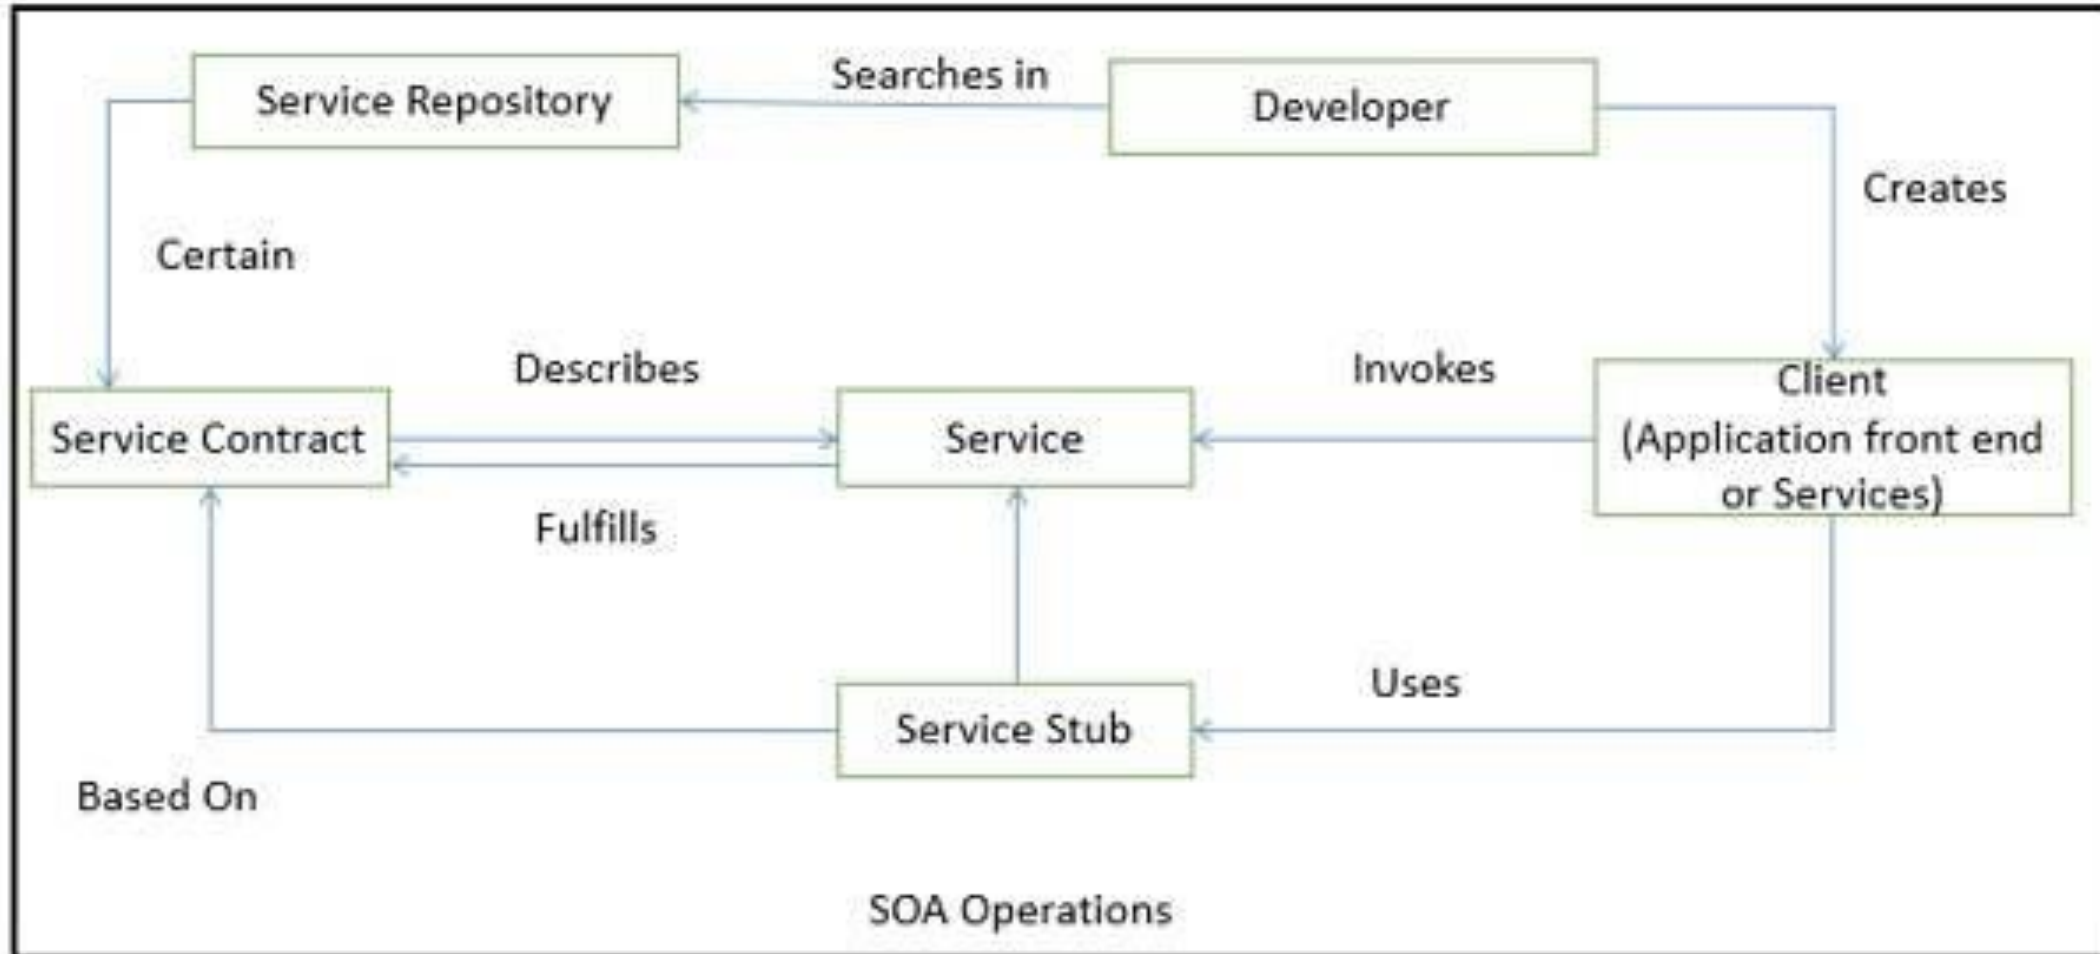 Service Repository
Searches in
Developer
Creates
Certain
Describes
Invokes
Client
(Application front end
or Services)
Service Contract
Service
Fulfills
Uses
Service Stub
Based On
SOA Operations